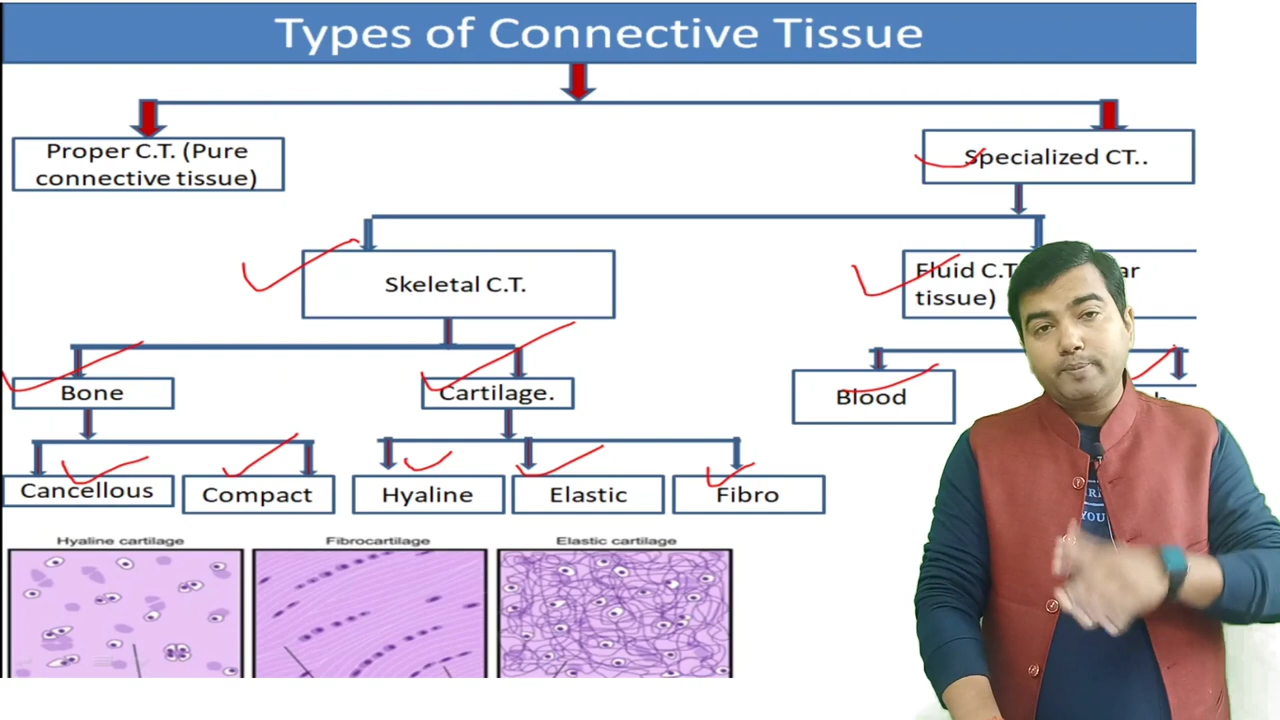 Types of Connective Tissue
Proper C.T. (Pure
connective tissue)
Specialized CT..
Skeletal C.T.
Fluid C.T.
tissue)
Bone
Cartilage.
Blood
Cancellous
Compact
Hyaline
Elastic
Fibro
Hyaline cartilage
Fibrocartilage
Elastic cartilage
YOU